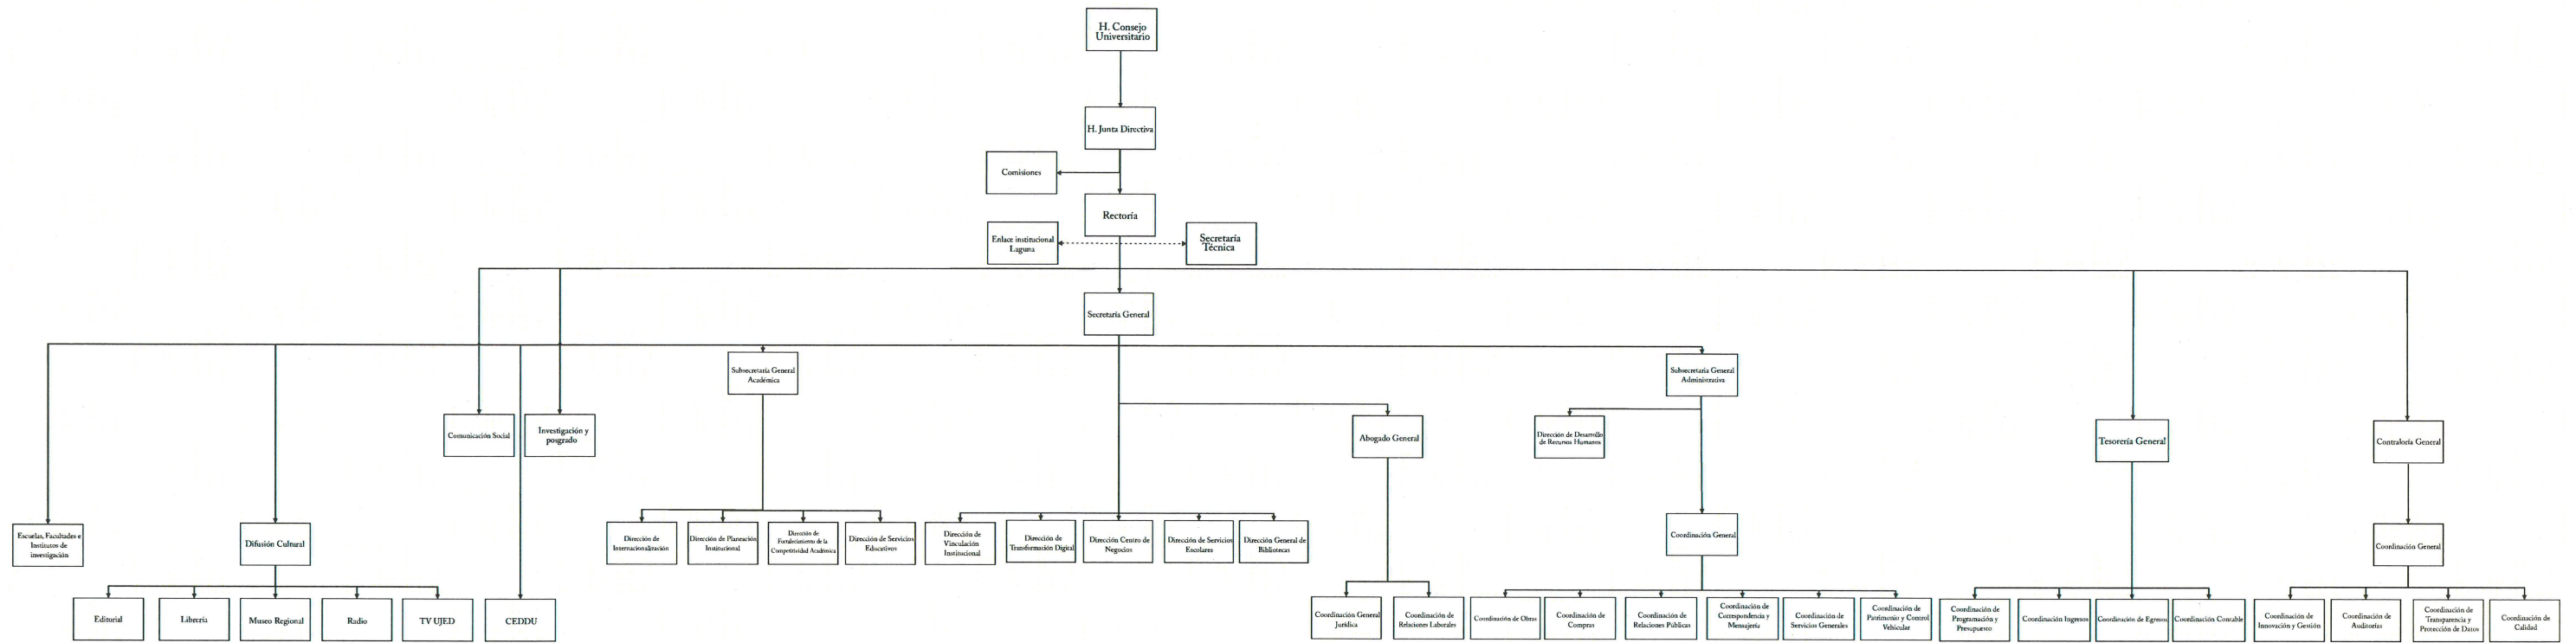 H. Consejo
Universitario
H. Junta Directiva
Comisiones
Rectoría
Enlace institucional
Laguna
Secretaría
Técnica
Secretaría General
Subsecretaría General
Académica
Subsecretaría General
Administrativa
Comunicación Social
Investigación y
posgrado
Abogado General
Dirección de Desarrollo
de Recursos Humanos
Tesorería General
Contraloría General
Escuelas, Facultades e
Institutos de
investigación
Difusión Cultural
Dirección de
Internacionalización
Dirección de Planeación
Institucional
Dirección de
Fortalecimiento de la
Competitividad Académica
Dirección de Servicios
Educativos
Dirección de
Vinculación
Institucional
Dirección de
Transformación Digital
Dirección Centro de
Negocios
Dirección de Servicios
Escolares
Dirección General de
Bibliotecas
Coordinación General
Coordinación General
Editorial
Librería
Museo Regional
Radio
TV UJED
CEDDU
Coordinación General
Jurídica
Coordinación de
Relaciones Laborales
Coordinación de Obras
Coordinación de
Compras
Coordinación de
Relaciones Públicas
Coordinación de
Correspondencia y
Mensajería
Coordinación de
Servicios Generales
Coordinación de
Patrimonio y Control
Vehicular
Coordinación de
Programación y
Presupuesto
Coordinación Ingresos
Coordinación de Egresos
Coordinación Contable
Coordinación de
Innovación y Gestión
Coordinación de
Auditorías
Coordinación de
Transparencia y
Protección de Datos
Coordinación de
Calidad